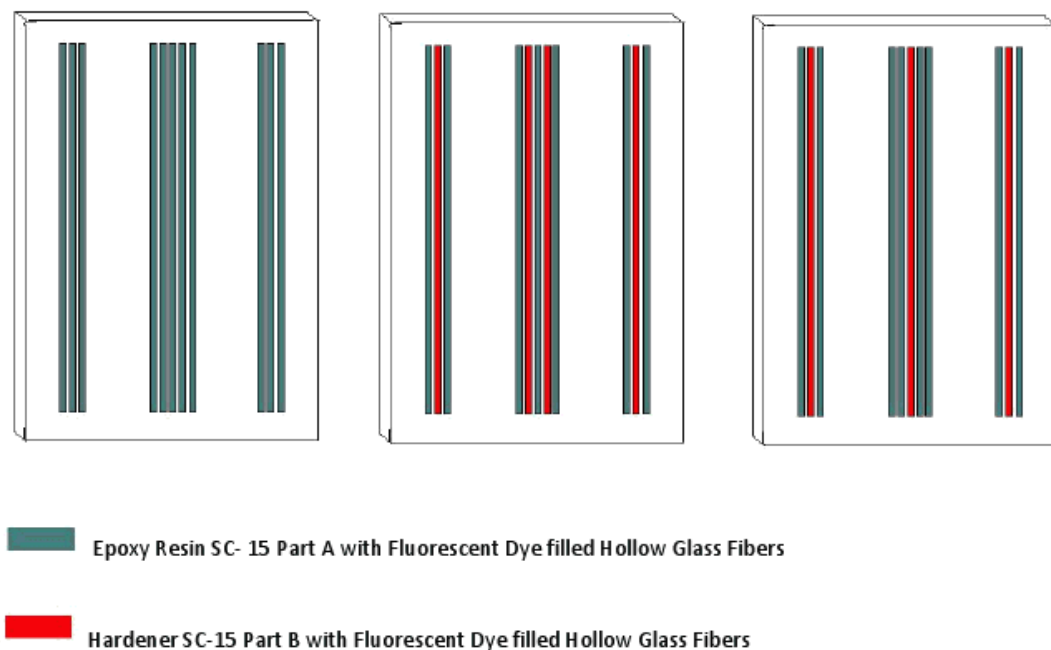 Epoxy Resin SC- 15 Part A with Fluorescent Dye filled Hollow Glass Fibers
Hardener SC-15 Part B with Fluorescent Dye filled Hollow Glass Fibers